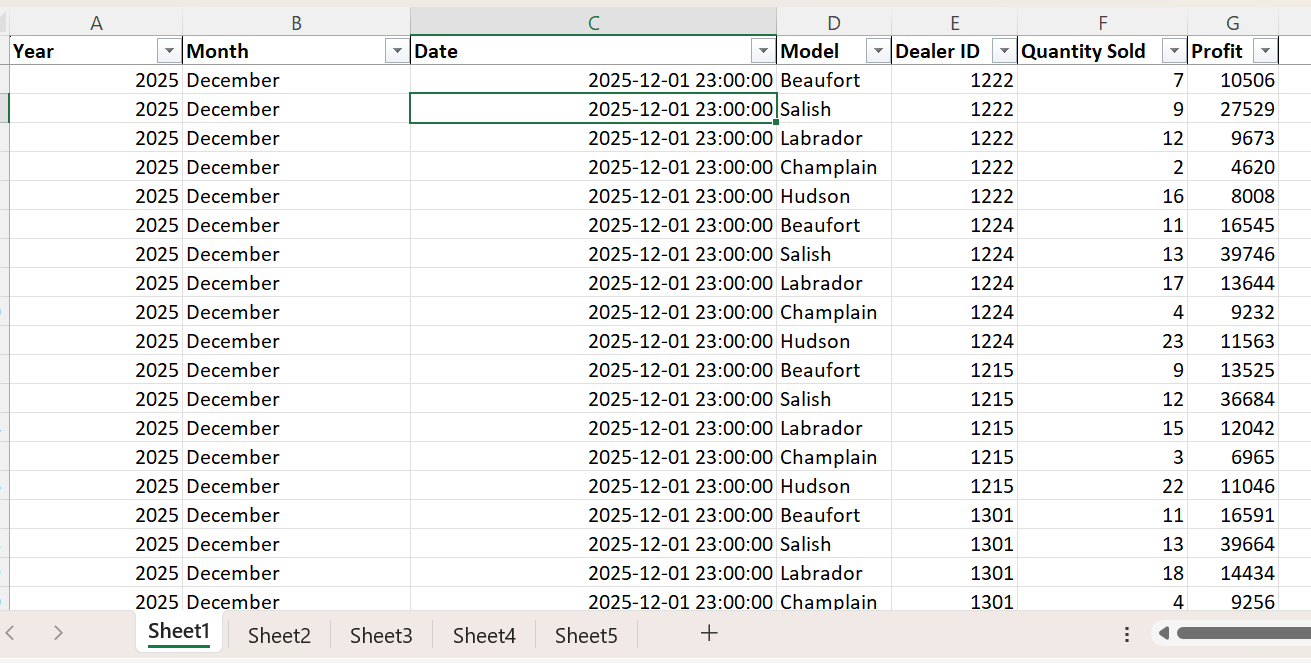 A B C D E F G
Year Month Date Model Dealer ID Quantity Sold Profit
2025 December 2025-12-01 23:00:00 Beaufort 1222 7 10506
2025 December 2025-12-01 23:00:00 Salish 1222 9 27529
2025 December 2025-12-01 23:00:00 Labrador 1222 12 9673
2025 December 2025-12-01 23:00:00 Champlain 1222 2 4620
2025 December 2025-12-01 23:00:00 Hudson 1222 16 8008
2025 December 2025-12-01 23:00:00 Beaufort 1224 11 16545
2025 December 2025-12-01 23:00:00 Salish 1224 13 39746
2025 December 2025-12-01 23:00:00 Labrador 1224 17 13644
2025 December 2025-12-01 23:00:00 Champlain 1224 4 9232
2025 December 2025-12-01 23:00:00 Hudson 1224 23 11563
2025 December 2025-12-01 23:00:00 Beaufort 1215 9 13525
2025 December 2025-12-01 23:00:00 Salish 1215 12 36684
2025 December 2025-12-01 23:00:00 Labrador 1215 15 12042
2025 December 2025-12-01 23:00:00 Champlain 1215 3 6965
2025 December 2025-12-01 23:00:00 Hudson 1215 22 11046
2025 December 2025-12-01 23:00:00 Beaufort 1301 11 16591
2025 December 2025-12-01 23:00:00 Salish 1301 13 39664
2025 December 2025-12-01 23:00:00 Labrador 1301 18 14434
2025 December 2025-12-01 23:00:00 Champlain 1301 4 9256
Sheet1 Sheet2 Sheet3 Sheet4 Sheet5